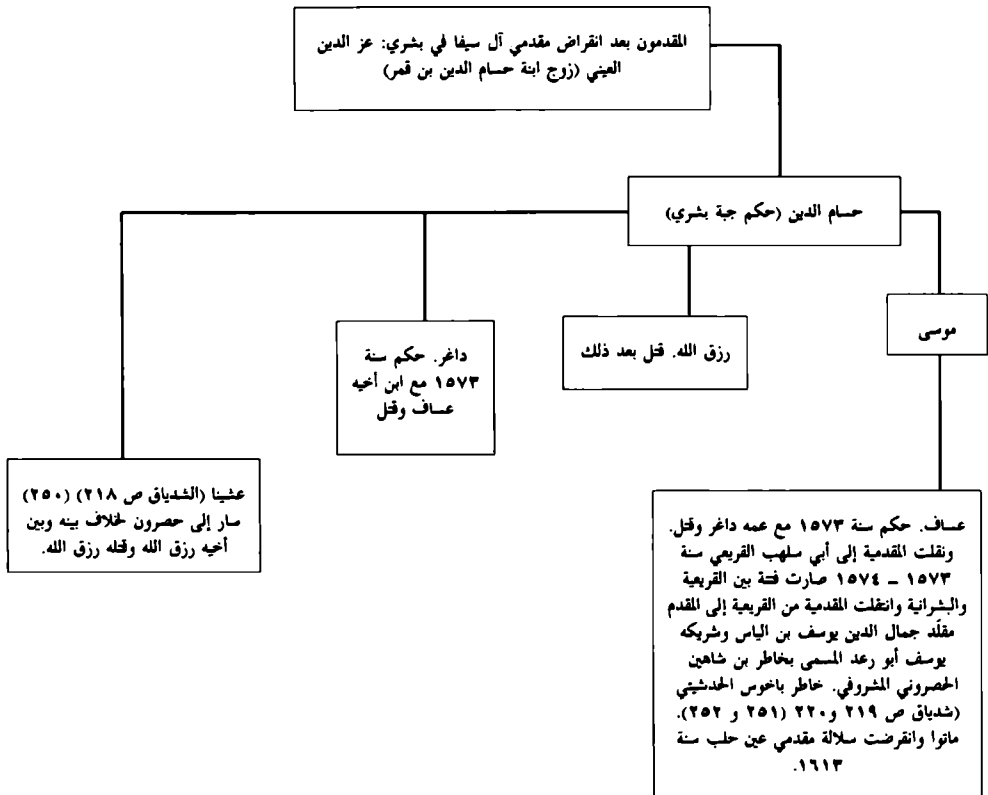 المقدمون بعد انقراض مقدمي آل سيفا في بشري: عز الدين
العيني (زوج ابنة حسام الدين بن قمر)
حسام الدين (حكم جبة بشري)
موسى
رزق الله. قتل بعد ذلك
داغر. حكم سنة
١٥٧٣ مع ابن أخيه
عساف وقتل
عشينا (الشدياق ص ٢١٨) (٢٥٠)
سار إلى حصرون لخلاف بينه وبين
أخيه رزق الله وقتله رزق الله.
عساف. حكم سنة ١٥٧٣ مع عمه داغر وقتل.
ونقلت المقدمية إلى أبي سلهب القريعي سنة
١٥٧٣ – ١٥٧٤ صارت فتنة بين القريعية
والبشرانية وانتقلت المقدمية من القريعية إلى المقدم
مقلّد جمال الدين يوسف بن الياس وشريكه
يوسف أبو رعد المسمى بخاطر بن شاهين
الحصروني المشروفي. خاطر باخوس الحدشيتي
(شدياق ص ٢١٩ و٢٢٠ (٢٥١ و ٢٥٢).
ماتوا وانقرضت سلالة مقدمي عين حلب سنة
١٦١٣.